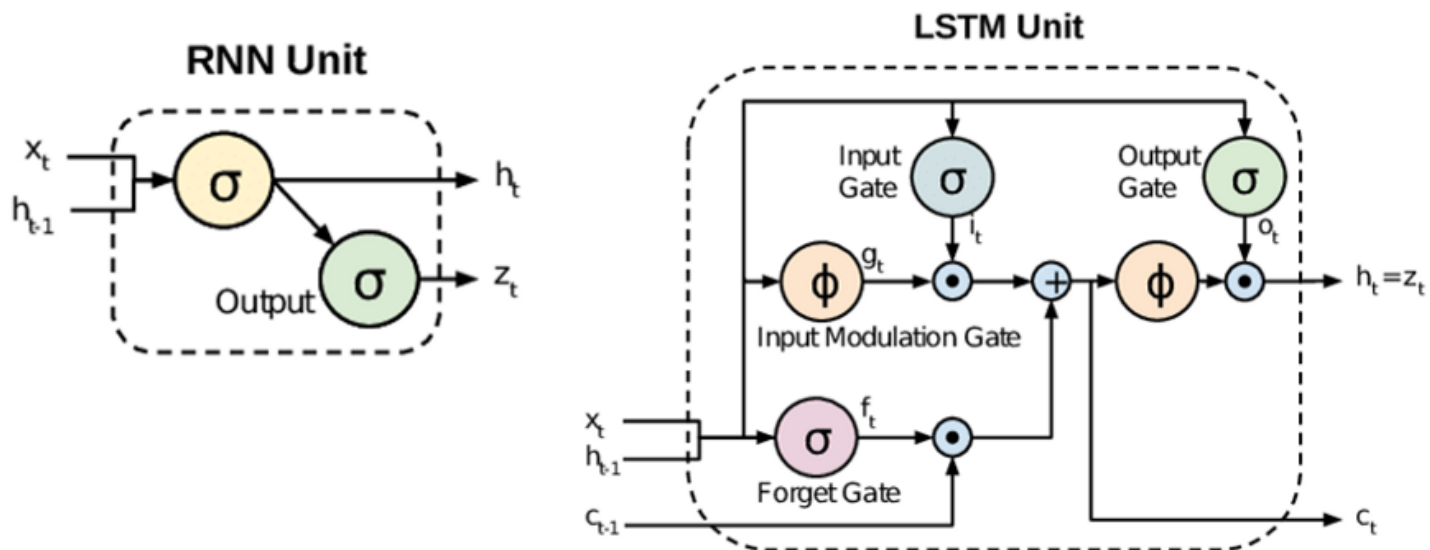 RNN Unit
x_t
h_t-1
σ
h_t
σ
Output
z_t
LSTM Unit
Input
Gate
σ
i_t
Output
Gate
σ
o_t
ϕ
g_t
Input Modulation Gate
+
ϕ
h_t=z_t
x_t
h_t-1
σ
f_t
Forget Gate
c_t-1
c_t